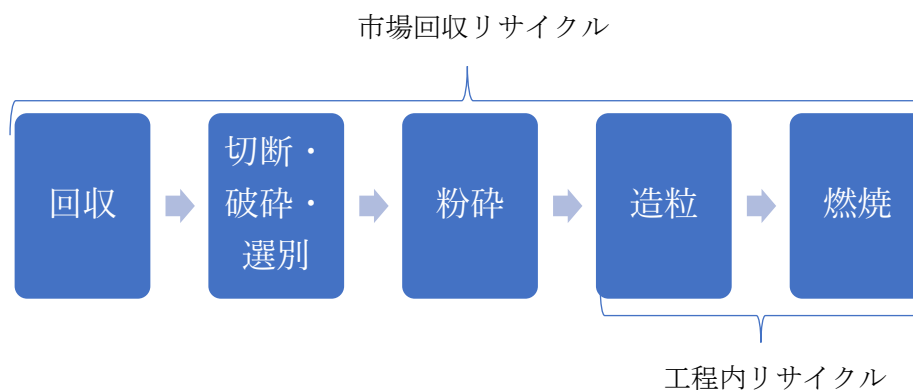 市場回収リサイクル
回収
切断・
破砕・
選別
粉砕
造粒
燃焼
工程内リサイクル